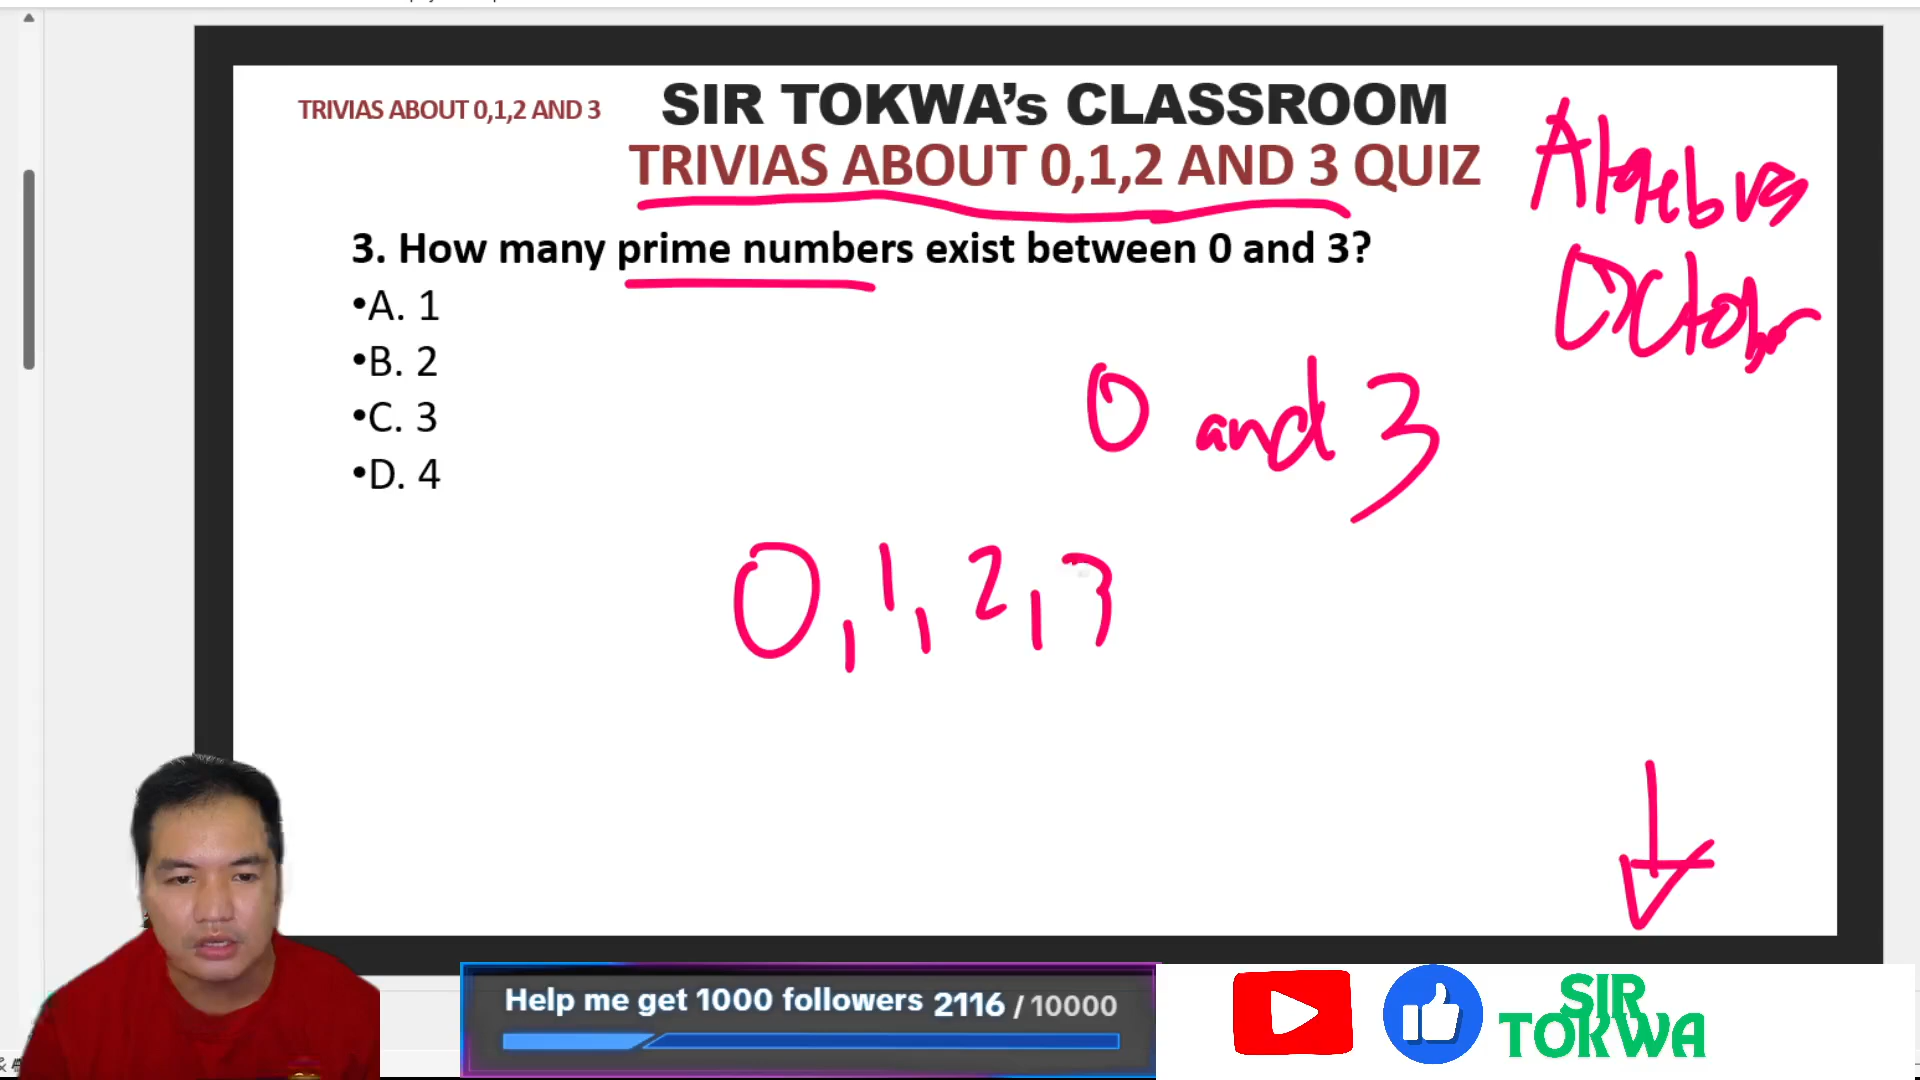 TRIVIAS ABOUT 0,1,2 AND 3
SIR TOKWA's CLASSROOM
TRIVIAS ABOUT 0,1,2 AND 3 QUIZ
3. How many prime numbers exist between 0 and 3?
•A. 1
•B. 2
•C. 3
•D. 4
Algebra
October
0 and 3
0, 1, 2, 3
Help me get 1000 followers 2116 / 10000
SIR
TOKWA